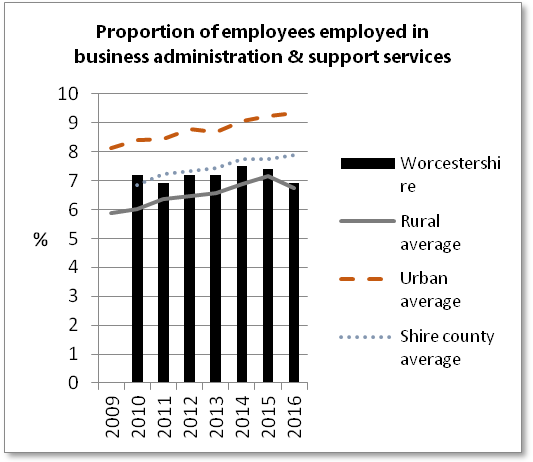 Proportion of employees employed in
business administration & support services
10
9
8
7
6
5
4
3
2
1
0
%
2009
2010
2011
2012
2013
2014
2015
2016
Worcestershi
re
Rural
average
Urban
average
Shire county
average